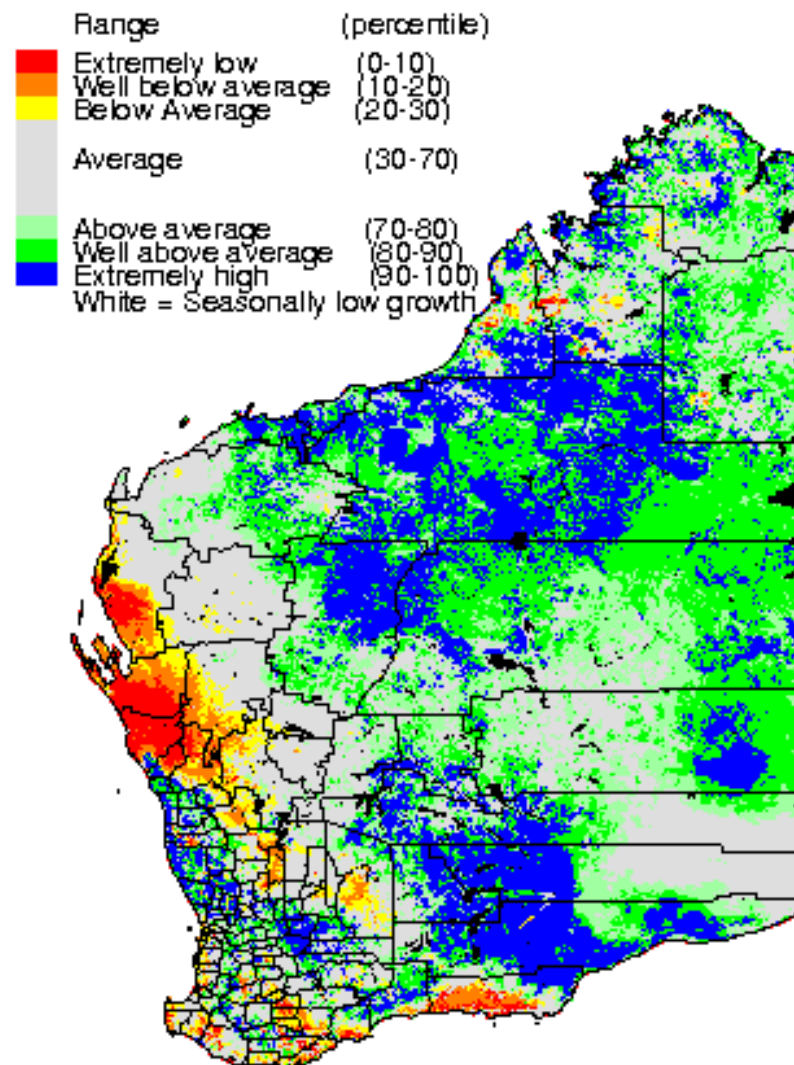 Range (percentile)
Extremely low (0-10)
Well below average (10-20)
Below Average (20-30)
Average (30-70)
Above average (70-80)
Well above average (80-90)
Extremely high (90-100)
White = Seasonally low growth